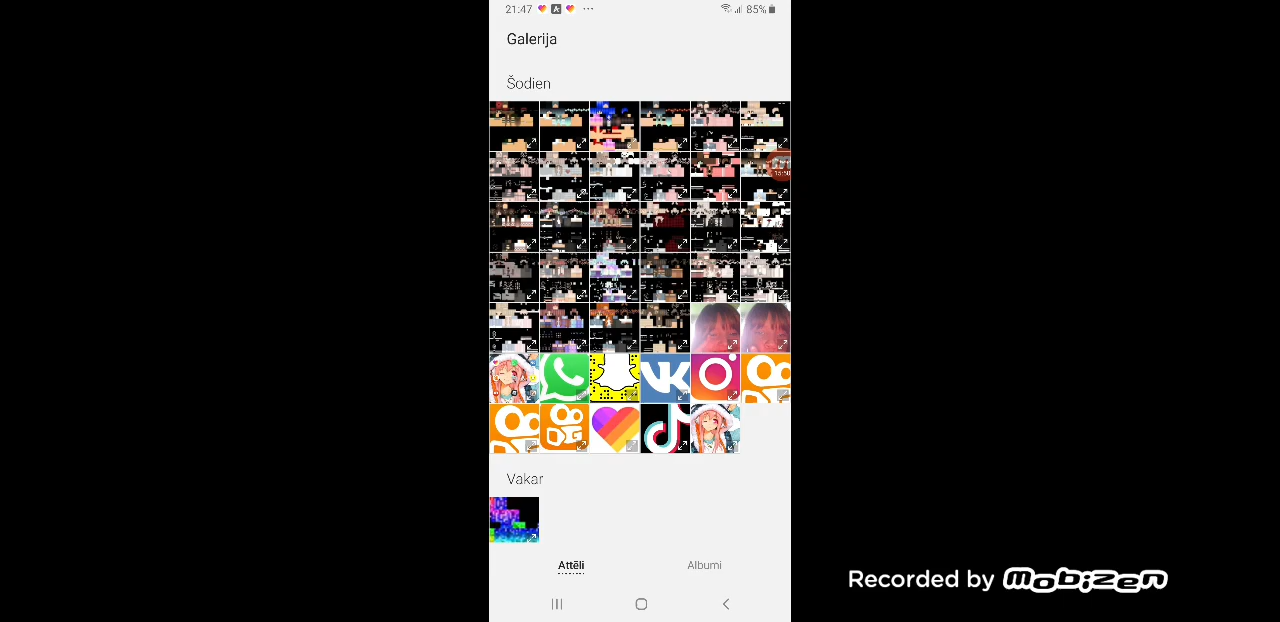 21:47 85%
Galerija
Šodien
Vakar
Attēli Albumi
Recorded by mobizen